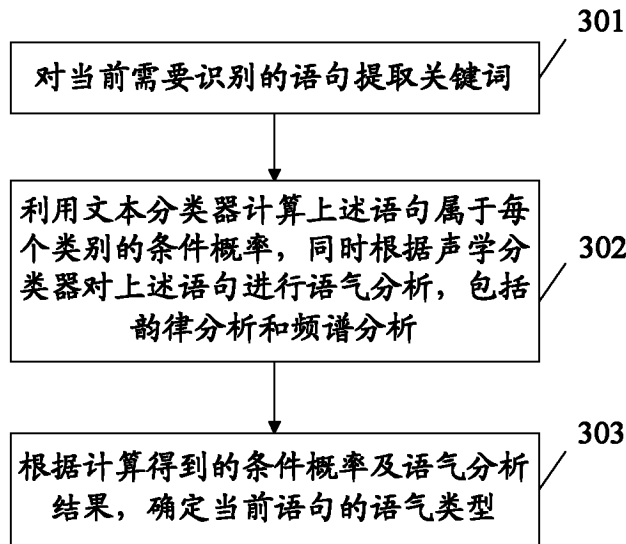 301
对当前需要识别的语句提取关键词
利用文本分类器计算上述语句属于每
个类别的条件概率，同时根据声学分
类器对上述语句进行语气分析，包括
韵律分析和频谱分析
302
303
根据计算得到的条件概率及语气分析
结果，确定当前语句的语气类型